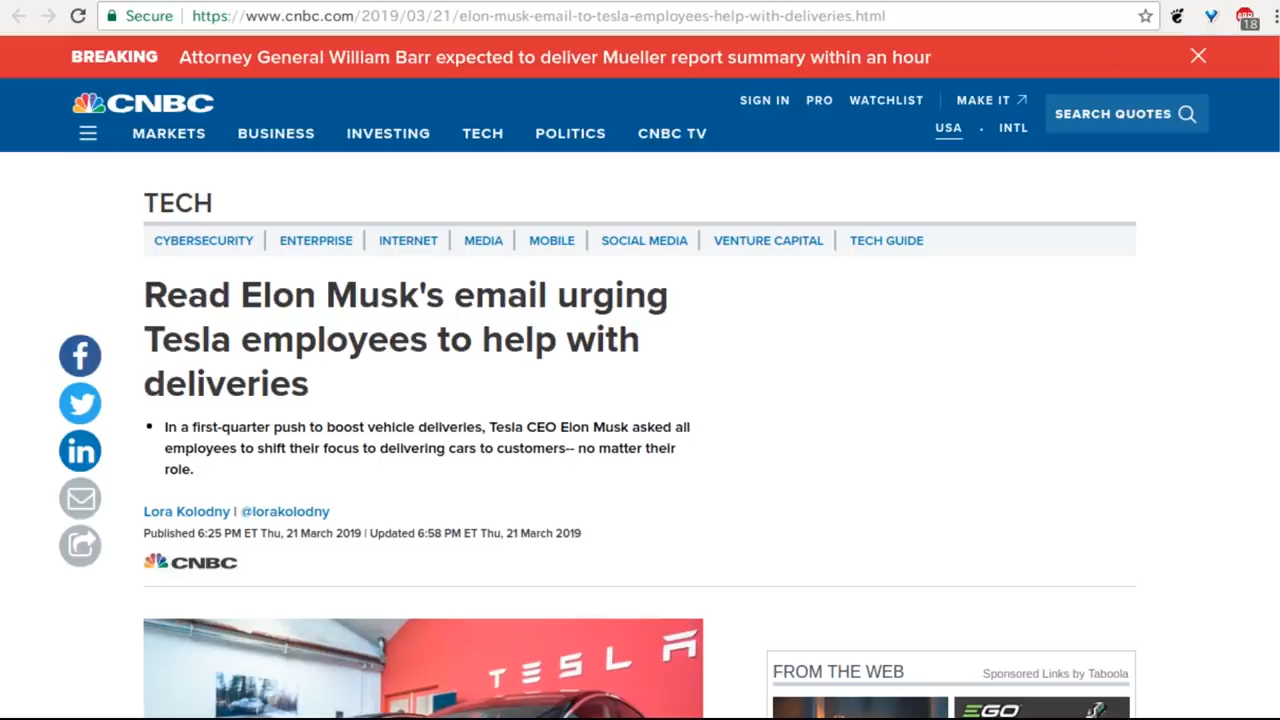 Secure https://www.cnbc.com/2019/03/21/elon-musk-email-to-tesla-employees-help-with-deliveries.html
18
BREAKING Attorney General William Barr expected to deliver Mueller report summary within an hour
CNBC
SIGN IN PRO WATCHLIST MAKE IT
SEARCH QUOTES
USA · INTL
MARKETS BUSINESS INVESTING TECH POLITICS CNBC TV
TECH
CYBERSECURITY ENTERPRISE INTERNET MEDIA MOBILE SOCIAL MEDIA VENTURE CAPITAL TECH GUIDE
Read Elon Musk's email urging
Tesla employees to help with
deliveries
• In a first-quarter push to boost vehicle deliveries, Tesla CEO Elon Musk asked all
employees to shift their focus to delivering cars to customers-- no matter their
role.
Lora Kolodny | @lorakolodny
Published 6:25 PM ET Thu, 21 March 2019 | Updated 6:58 PM ET Thu, 21 March 2019
CNBC
TESLA
FROM THE WEB Sponsored Links by Taboola
EGO